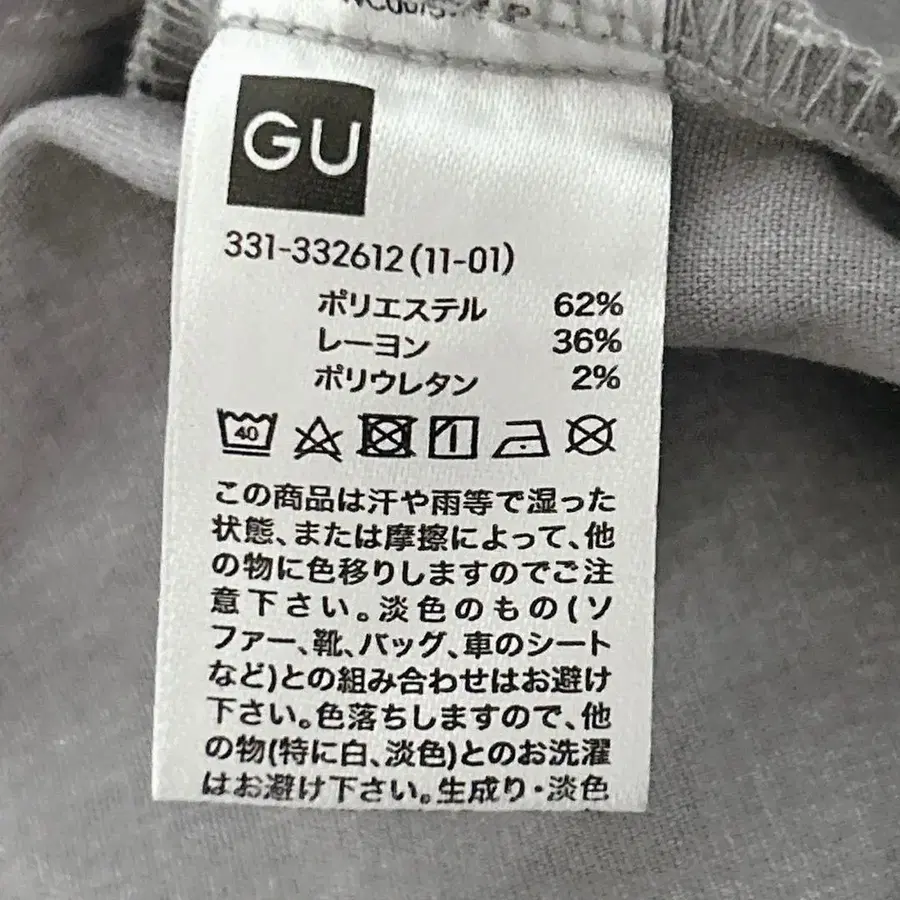 GU
331-332612(11-01)
ポリエステル 62%
レーヨン 36%
ポリウレタン 2%
40
この商品は汗や雨等で湿った
状態、または摩擦によって、他
の物に色移りしますのでご注
意下さい。淡色のもの(ソ
ファー、靴、バッグ、車のシート
など)との組み合わせはお避け
下さい。色落ちしますので、他
の物(特に白、淡色)とのお洗濯
はお避け下さい。生成り・淡色